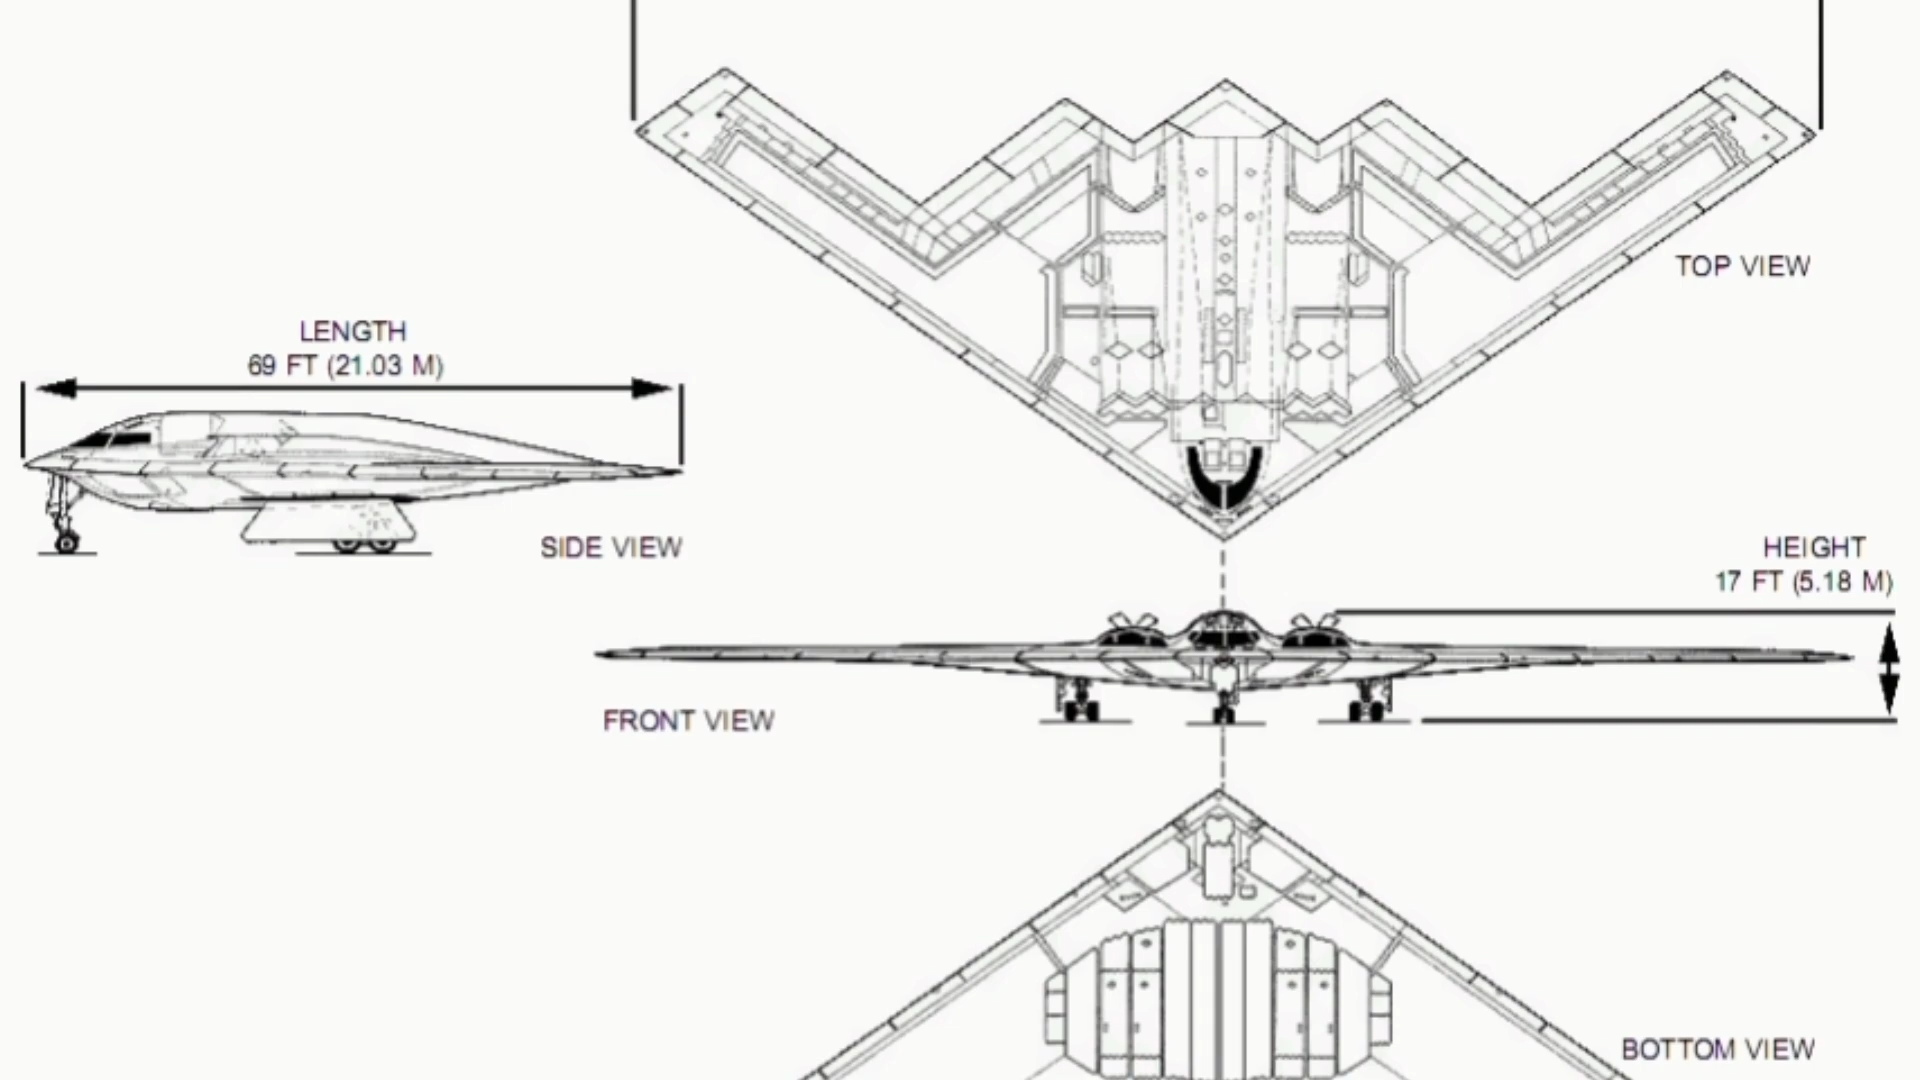 TOP VIEW
LENGTH
69 FT (21.03 M)
SIDE VIEW
HEIGHT
17 FT (5.18 M)
FRONT VIEW
BOTTOM VIEW